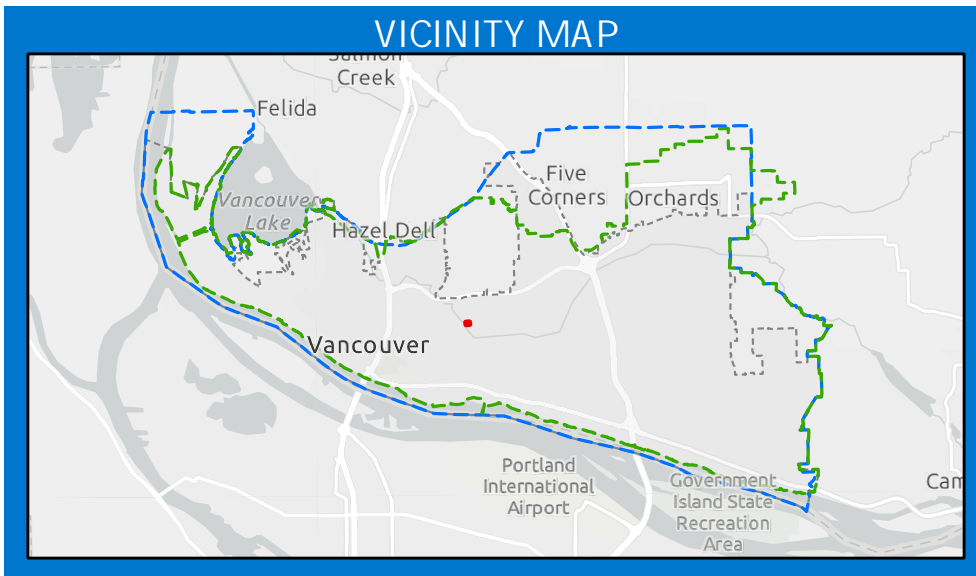 VICINITY MAP
Salmon
Creek
Felida
Vancouver
Lake
Hazel Dell
Five
Corners
Orchards
Vancouver
Portland
International
Airport
Government
Island State
Recreation
Area
Cam